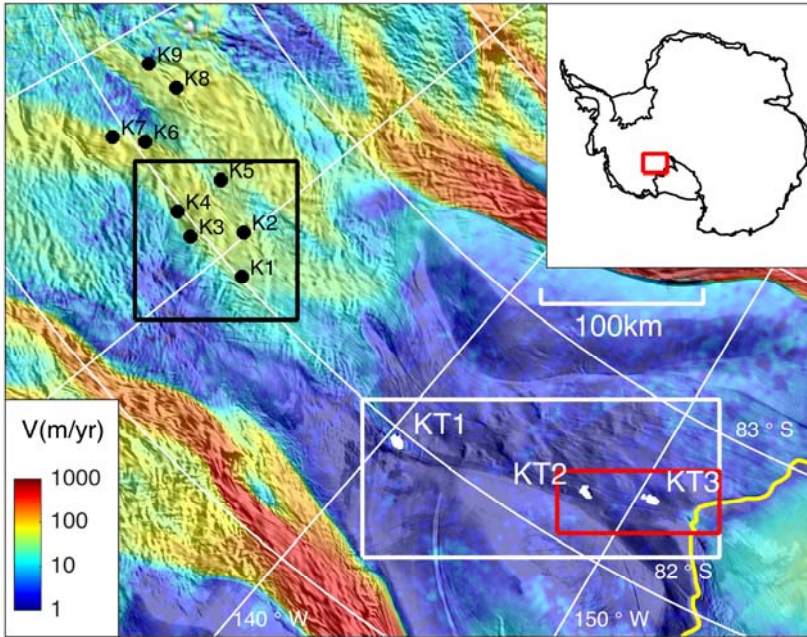 K9
K8
K7
K6
K5
K4
K3
K2
K1
100km
V(m/yr)
1000
100
10
1
KT1
KT2
KT3
83 ° S
82 ° S
140 ° W
150 ° W